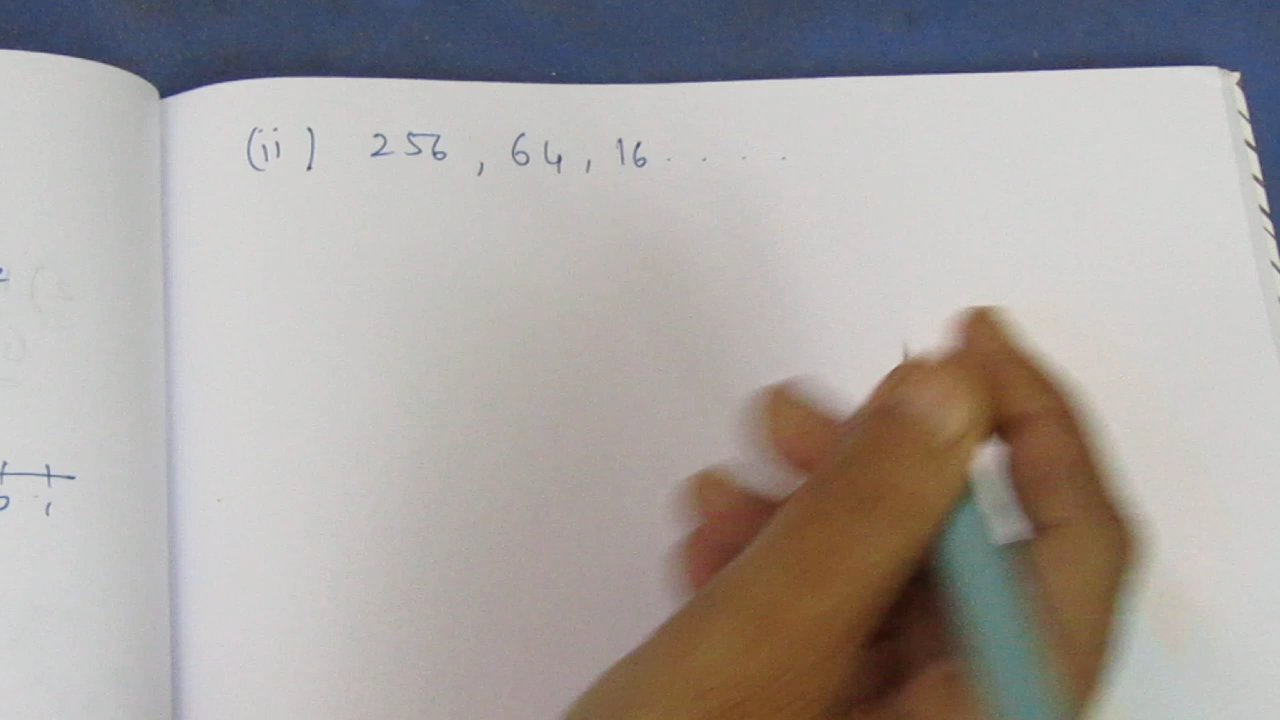 (ii) 256, 64, 16.....